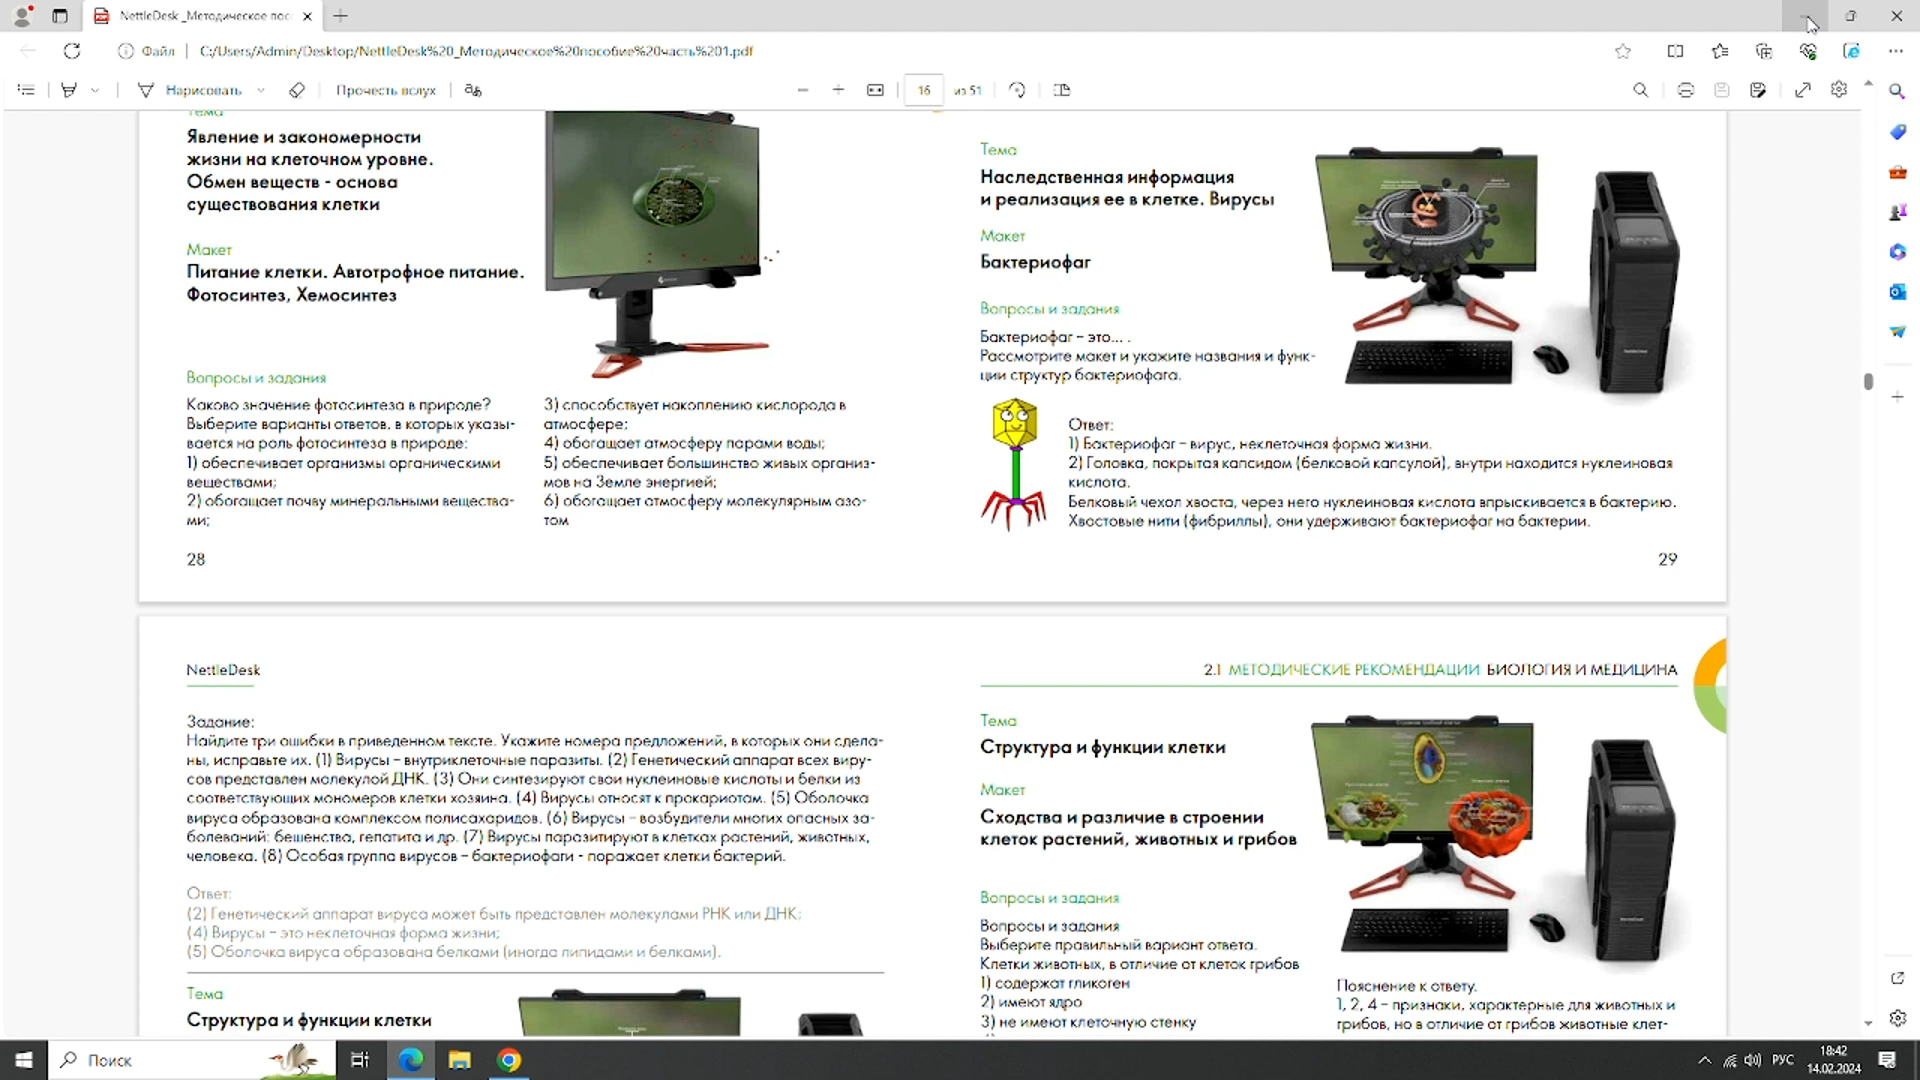 NettleDesk _Методическое пос
Файл
C:/Users/Admin/Desktop/NettleDesk%20_Методическое%20пособие%20часть%201.pdf
Нарисовать
Прочесть вслух
16
из 51
Тема
Явление и закономерности
жизни на клеточном уровне.
Обмен веществ - основа
существования клетки
Макет
Питание клетки. Автотрофное питание.
Фотосинтез, Хемосинтез
Вопросы и задания
Каково значение фотосинтеза в природе?
Выберите варианты ответов, в которых указы-
вается на роль фотосинтеза в природе:
1) обеспечивает организмы органическими
веществами;
2) обогащает почву минеральными вещества-
ми;
3) способствует накоплению кислорода в
атмосфере;
4) обогащает атмосферу парами воды;
5) обеспечивает большинство живых организ-
мов на Земле энергией;
6) обогащает атмосферу молекулярным азо-
том
28
Тема
Наследственная информация
и реализация ее в клетке. Вирусы
Макет
Бактериофаг
Вопросы и задания
Бактериофаг – это... .
Рассмотрите макет и укажите названия и функ-
ции структур бактериофага.
Ответ:
1) Бактериофаг – вирус, неклеточная форма жизни.
2) Головка, покрытая капсидом (белковой капсулой), внутри находится нуклеиновая
кислота.
Белковый чехол хвоста, через него нуклеиновая кислота впрыскивается в бактерию.
Хвостовые нити (фибриллы), они удерживают бактериофаг на бактерии.
29
NettleDesk
Задание:
Найдите три ошибки в приведенном тексте. Укажите номера предложений, в которых они сдела-
ны, исправьте их. (1) Вирусы – внутриклеточные паразиты. (2) Генетический аппарат всех виру-
сов представлен молекулой ДНК. (3) Они синтезируют свои нуклеиновые кислоты и белки из
соответствующих мономеров клетки хозяина. (4) Вирусы относят к прокариотам. (5) Оболочка
вируса образована комплексом полисахаридов. (6) Вирусы – возбудители многих опасных за-
болеваний: бешенство, гепатита и др. (7) Вирусы паразитируют в клетках растений, животных,
человека. (8) Особая группа вирусов – бактериофаги - поражает клетки бактерий.
Ответ:
(2) Генетический аппарат вируса может быть представлен молекулами РНК или ДНК;
(4) Вирусы – это неклеточная форма жизни;
(5) Оболочка вируса образована белками (иногда липидами и белками).
Тема
Структура и функции клетки
2.1 МЕТОДИЧЕСКИЕ РЕКОМЕНДАЦИИ БИОЛОГИЯ И МЕДИЦИНА
Тема
Структура и функции клетки
Макет
Сходства и различие в строении
клеток растений, животных и грибов
Вопросы и задания
Вопросы и задания
Выберите правильный вариант ответа.
Клетки животных, в отличие от клеток грибов
1) содержат гликоген
2) имеют ядро
3) не имеют клеточную стенку
Пояснение к ответу.
1, 2, 4 – признаки, характерные для животных и
грибов, но в отличие от грибов животные клет-
Поиск
РУС
18:42
14.02.2024